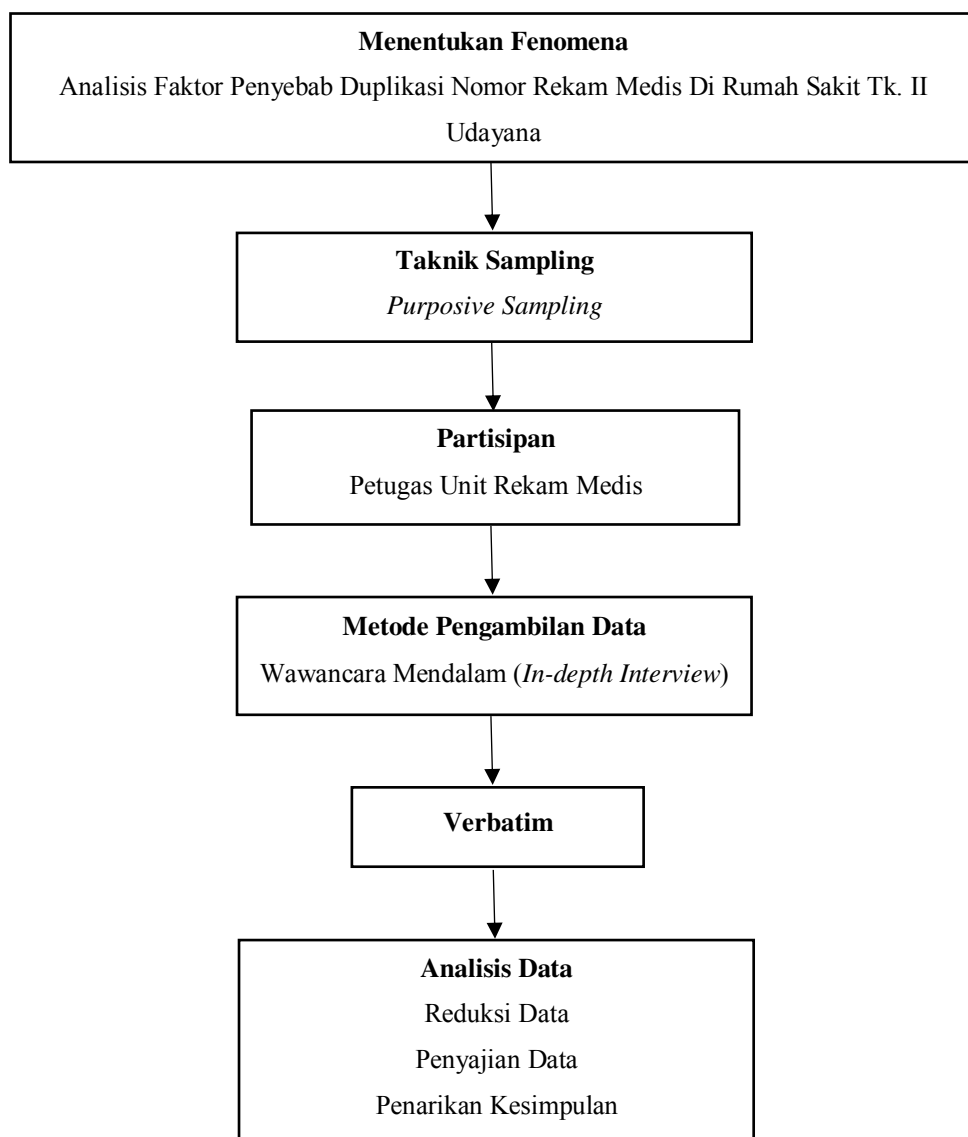 Menentukan Fenomena
Analisis Faktor Penyebab Duplikasi Nomor Rekam Medis Di Rumah Sakit Tk. II
Udayana
Taknik Sampling
Purposive Sampling
Partisipan
Petugas Unit Rekam Medis
Metode Pengambilan Data
Wawancara Mendalam (In-depth Interview)
Verbatim
Analisis Data
Reduksi Data
Penyajian Data
Penarikan Kesimpulan